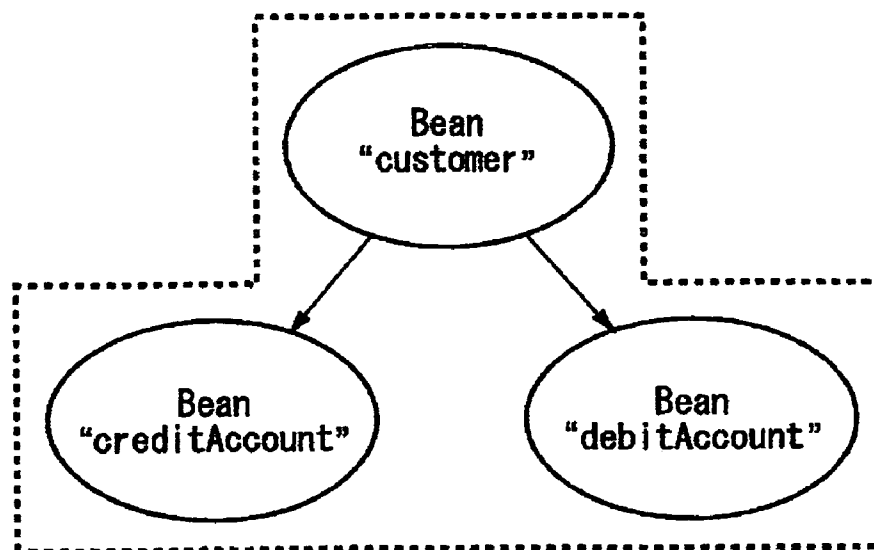 Bean
“customer”
Bean
“creditAccount”
Bean
“debitAccount”